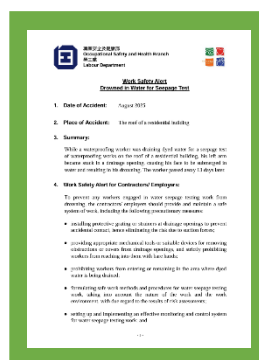 勞工處
Occupational Safety and Health Branch
Labour Department
Work Safety Alert
Drowned in Water for Seepage Test
1. Date of Accident: August 2025
2. Place of Accident: The roof of a residential building
3. Summary:
While a waterproofing worker was draining dyed water for a seepage test
of waterproofing works on the roof of a residential building, his left arm
became stuck in a drainage opening, causing his face to be submerged in
water and resulting in his drowning. The worker passed away 13 days later.
4. Work Safety Alert for Contractors/ Employers:
To prevent any workers engaged in water seepage testing work from
drowning, the contractors/ employers should provide and maintain a safe
system of work, including the following precautionary measures:
• installing protective grating or strainers at drainage openings to prevent
accidental contact, hence eliminating the risk due to suction forces;
• providing appropriate mechanical tools or suitable devices for removing
obstructions or covers from drainage openings, and strictly prohibiting
workers from reaching into them with bare hands;
• prohibiting workers from entering or remaining in the area where dyed
water is being drained;
• formulating safe work methods and procedures for water seepage testing
work, taking into account the nature of the work and the work
environment, with due regard to the results of risk assessment;
• setting up and implementing an effective monitoring and control system
for water seepage testing work; and
- 1 -